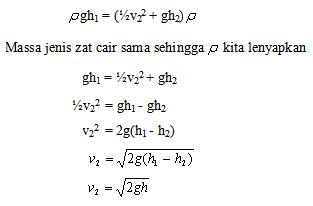 ρgh₁ = (½v₂² + gh₂) ρ
Massa jenis zat cair sama sehingga ρ kita lenyapkan
gh₁ = ½v₂² + gh₂
½v₂² = gh₁ - gh₂
v₂² = 2g(h₁ - h₂)
v₂ = √2g(h₁ − h₂)
v₂ = √2gh